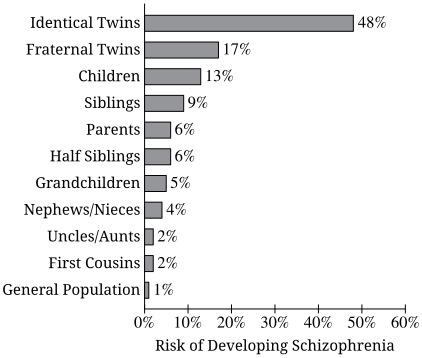 Identical Twins 48%
Fraternal Twins 17%
Children 13%
Siblings 9%
Parents 6%
Half Siblings 6%
Grandchildren 5%
Nephews/Nieces 4%
Uncles/Aunts 2%
First Cousins 2%
General Population 1%
0% 10% 20% 30% 40% 50% 60%
Risk of Developing Schizophrenia